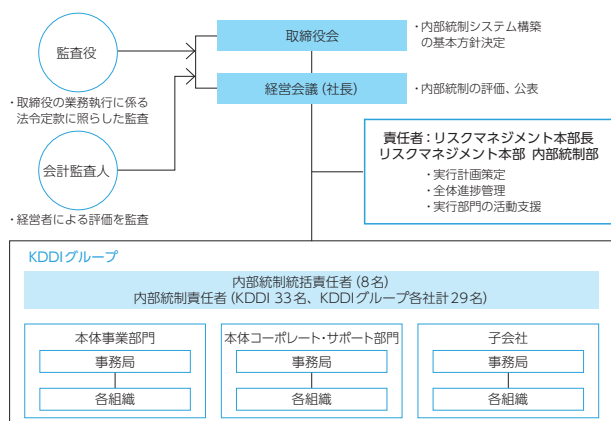 監査役
・取締役の業務執行に係る
法令定款に照らした監査
会計監査人
・経営者による評価を監査
取締役会
・内部統制システム構築
の基本方針決定
経営会議(社長)
・内部統制の評価、公表
責任者:リスクマネジメント本部長
リスクマネジメント本部 内部統制部
・実行計画策定
・全体進捗管理
・実行部門の活動支援
KDDIグループ
内部統制統括責任者(8名)
内部統制責任者(KDDI 33名、KDDIグループ各社計29名)
本体事業部門
事務局
各組織
本体コーポレート・サポート部門
事務局
各組織
子会社
事務局
各組織